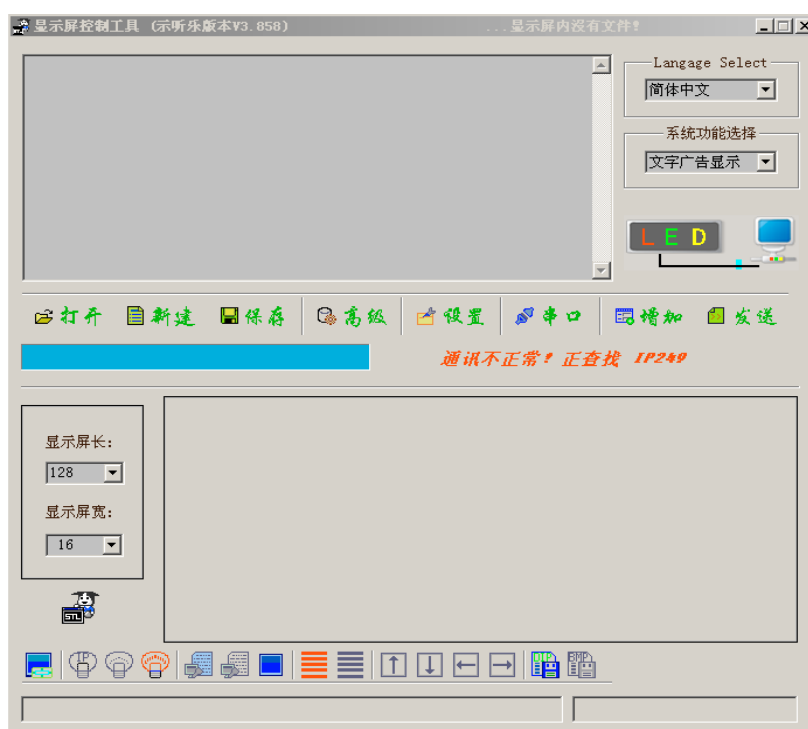 显示屏控制工具 (示听乐版本V3.858) ...显示屏内没有文件!
Langage Select
简体中文
系统功能选择
文字广告显示
LED
打开 新建 保存 高级 设置 串口 增加 发送
通讯不正常! 正查找 IP249
显示屏长:
128
显示屏宽:
16
STL
IP
VIP BMP